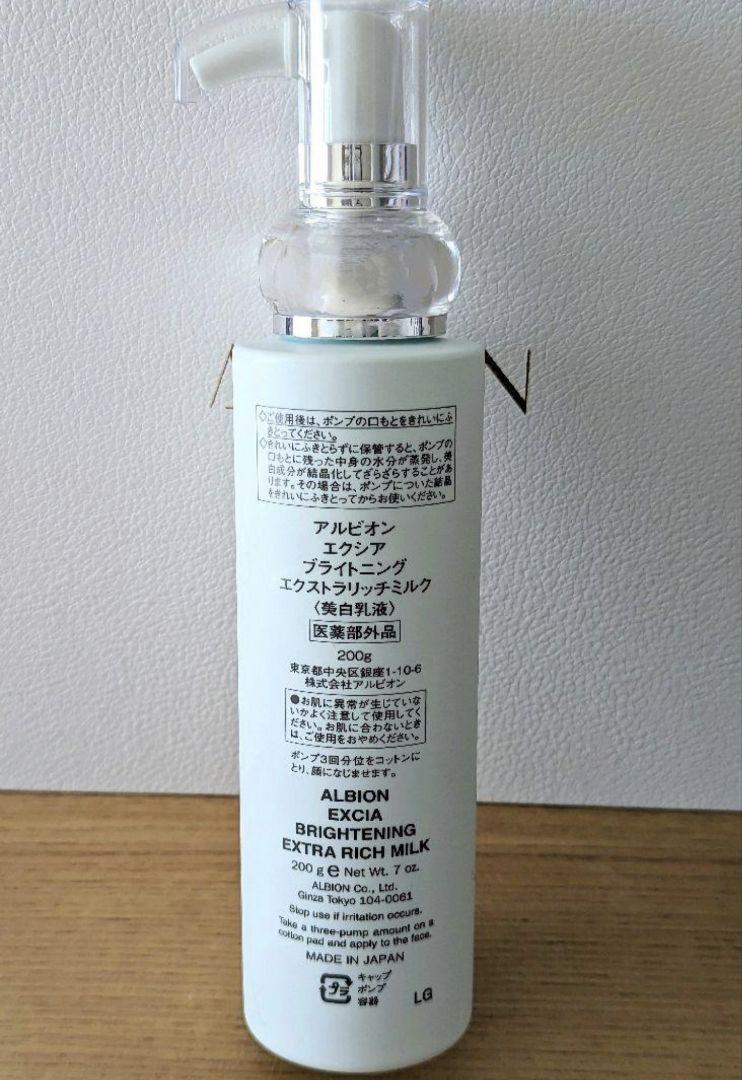 ◇ご使用後は、ポンプの口もとをきれいにふ
きとってください。
◇きれいにふきとらずに保管すると、ポンプの
口もとに残った中身の水分が蒸発し、美
白成分が結晶化してざらざらすることがあ
ります。その場合は、ポンプについた結晶
をきれいにふきとってからお使いください。
アルビオン
エクシア
ブライトニング
エクストラリッチミルク
〈美白乳液〉
医薬部外品
200g
東京都中央区銀座1-10-6
株式会社アルビオン
●お肌に異常が生じていな
いかよく注意して使用してく
ださい。お肌に合わないとき
は、ご使用をおやめください。
ポンプ3回分位をコットンに
とり、顔になじませます。
ALBION
EXCIA
BRIGHTENING
EXTRA RICH MILK
200 g e Net Wt. 7 oz.
ALBION Co., Ltd.
Ginza Tokyo 104-0061
Stop use if irritation occurs.
Take a three-pump amount on a
cotton pad and apply to the face.
MADE IN JAPAN
プラ
キャップ
ポンプ
容器
LG